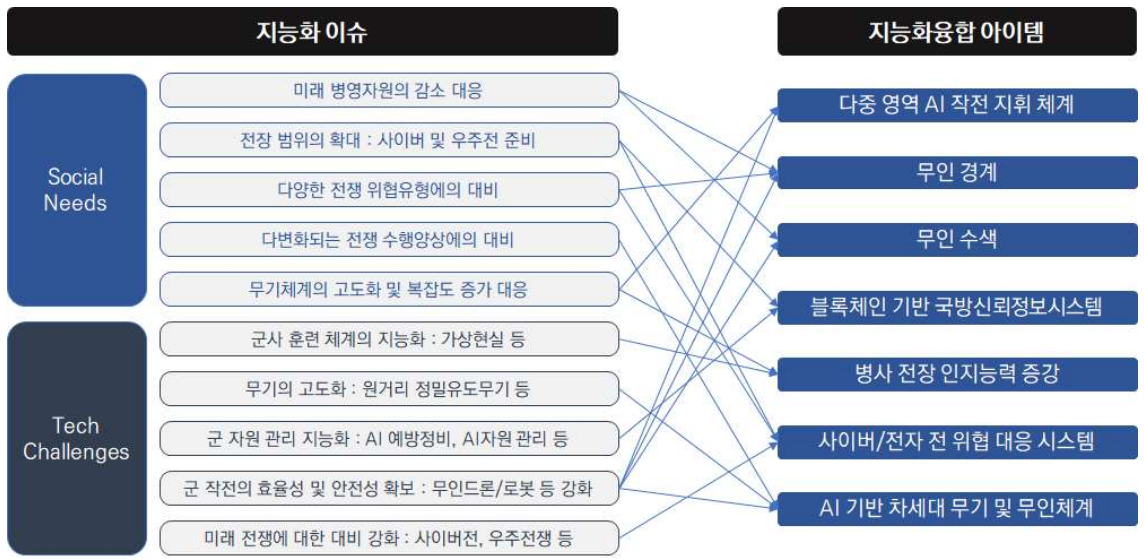 지능화 이슈
지능화융합 아이템
Social
Needs
미래 병영자원의 감소 대응
전장 범위의 확대 : 사이버 및 우주전 준비
다양한 전쟁 위협유형에의 대비
다변화되는 전쟁 수행양상에의 대비
무기체계의 고도화 및 복잡도 증가 대응
Tech
Challenges
군사 훈련 체계의 지능화 : 가상현실 등
무기의 고도화 : 원거리 정밀유도무기 등
군 자원 관리 지능화 : AI 예방정비, AI자원 관리 등
군 작전의 효율성 및 안전성 확보 : 무인드론/로봇 등 강화
미래 전쟁에 대한 대비 강화 : 사이버전, 우주전쟁 등
다중 영역 AI 작전 지휘 체계
무인 경계
무인 수색
블록체인 기반 국방신뢰정보시스템
병사 전장 인지능력 증강
사이버/전자 전 위협 대응 시스템
AI 기반 차세대 무기 및 무인체계